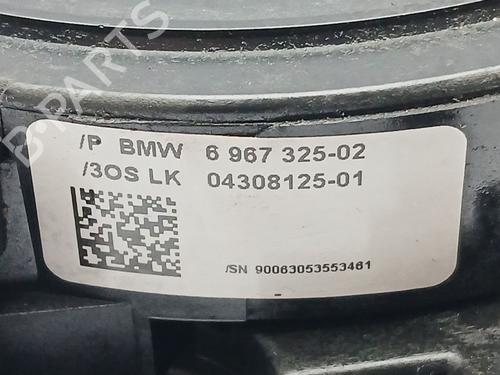 B-PARTS
/P BMW 6 967 325-02
/3OS LK 04308125-01
/SN 90063053553461